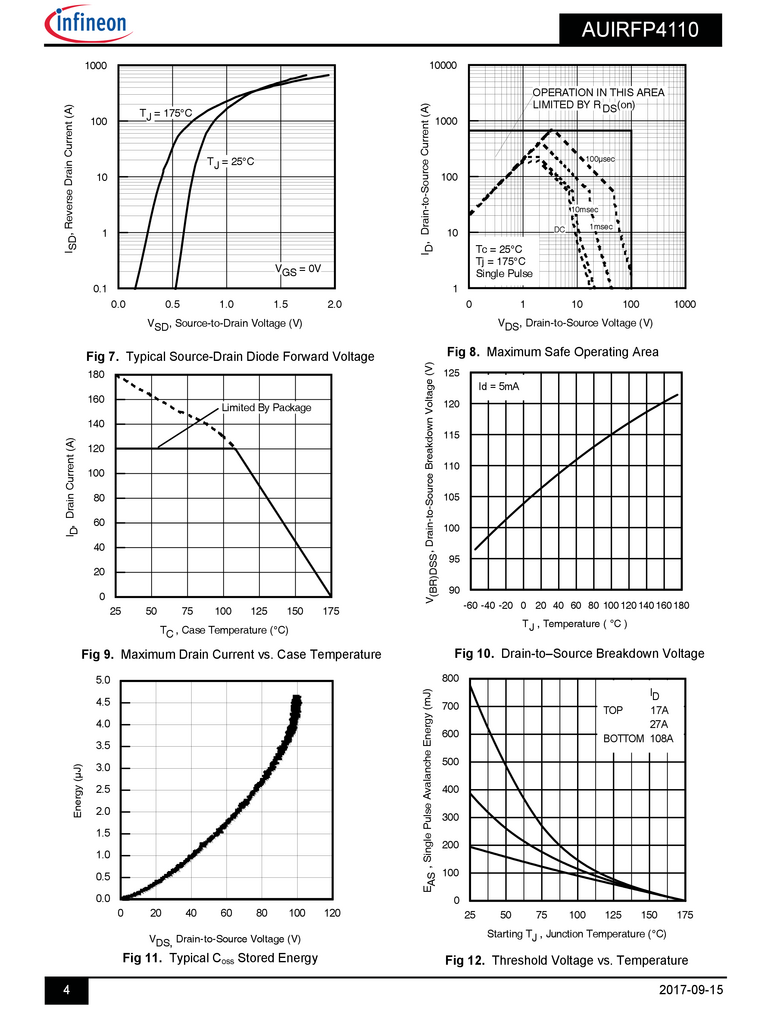 infineon
AUIRFP4110
1000
100
10
1
0.1
ISD, Reverse Drain Current (A)
TJ = 175°C
TJ = 25°C
VGS = 0V
0.0 0.5 1.0 1.5 2.0
VSD, Source-to-Drain Voltage (V)
Fig 7. Typical Source-Drain Diode Forward Voltage
10000
1000
100
10
1
ID, Drain-to-Source Current (A)
OPERATION IN THIS AREA
LIMITED BY RDS(on)
100µsec
10msec
1msec
DC
Tc = 25°C
Tj = 175°C
Single Pulse
0 1 10 100 1000
VDS, Drain-to-Source Voltage (V)
Fig 8. Maximum Safe Operating Area
180
160
140
120
100
80
60
40
20
0
ID, Drain Current (A)
Limited By Package
25 50 75 100 125 150 175
TC , Case Temperature (°C)
Fig 9. Maximum Drain Current vs. Case Temperature
125
120
115
110
105
100
95
90
V(BR)DSS, Drain-to-Source Breakdown Voltage (V)
Id = 5mA
-60 -40 -20 0 20 40 60 80 100 120 140 160 180
TJ , Temperature ( °C )
Fig 10. Drain-to–Source Breakdown Voltage
5.0
4.5
4.0
3.5
3.0
2.5
2.0
1.5
1.0
0.5
0.0
Energy (µJ)
0 20 40 60 80 100 120
VDS, Drain-to-Source Voltage (V)
Fig 11. Typical Coss Stored Energy
800
700
600
500
400
300
200
100
0
EAS , Single Pulse Avalanche Energy (mJ)
ID
TOP 17A
27A
BOTTOM 108A
25 50 75 100 125 150 175
Starting TJ , Junction Temperature (°C)
Fig 12. Threshold Voltage vs. Temperature
4
2017-09-15